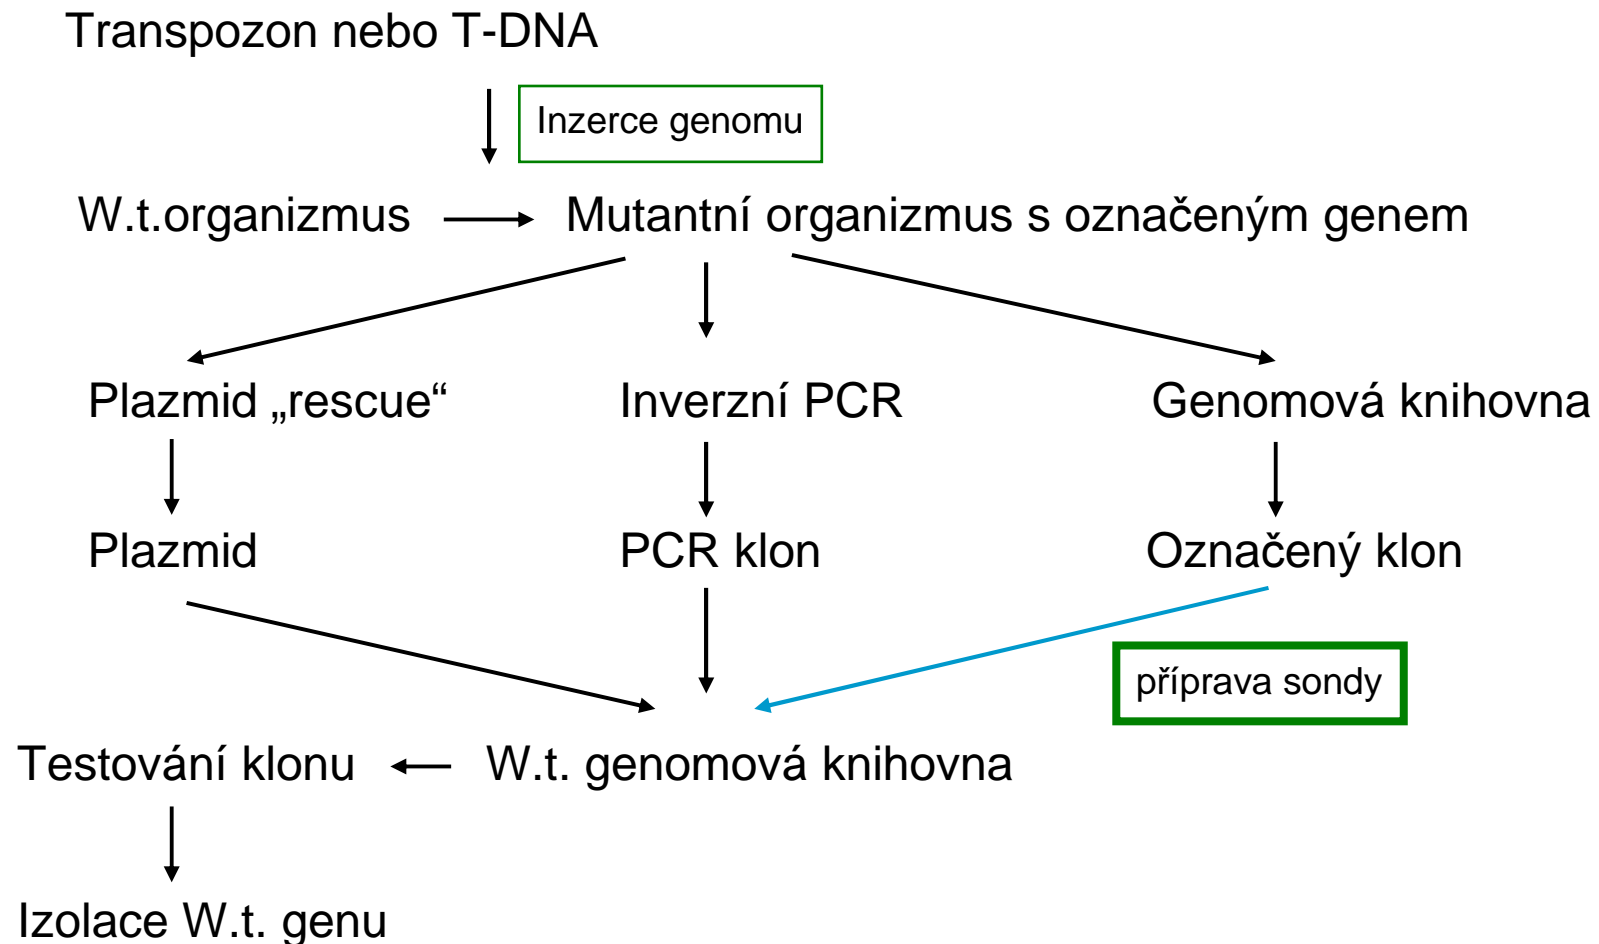 Transpozon nebo T-DNA
Inzerce genomu
W.t.organizmus
Mutantní organizmus s označeným genem
Plazmid „rescue“
Inverzní PCR
Genomová knihovna
Plazmid
PCR klon
Označený klon
příprava sondy
Testování klonu
W.t. genomová knihovna
Izolace W.t. genu